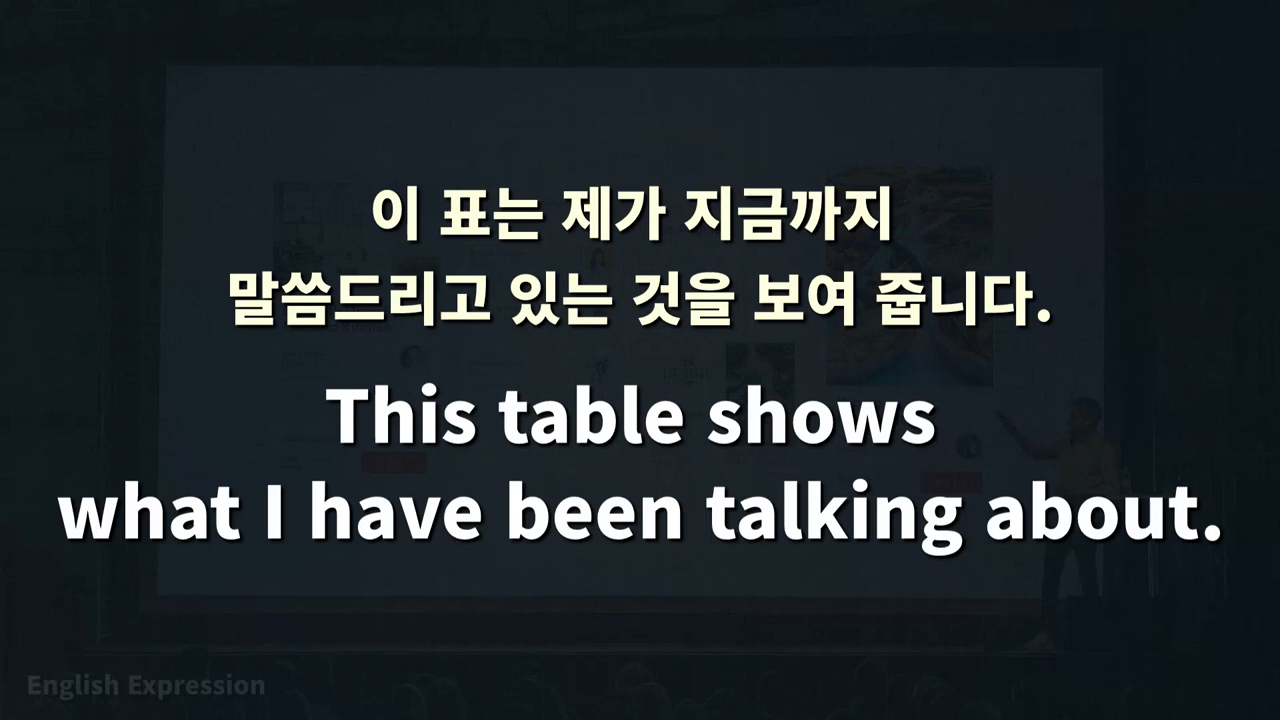 이 표는 제가 지금까지
말씀드리고 있는 것을 보여 줍니다.
This table shows
what I have been talking about.
English Expression